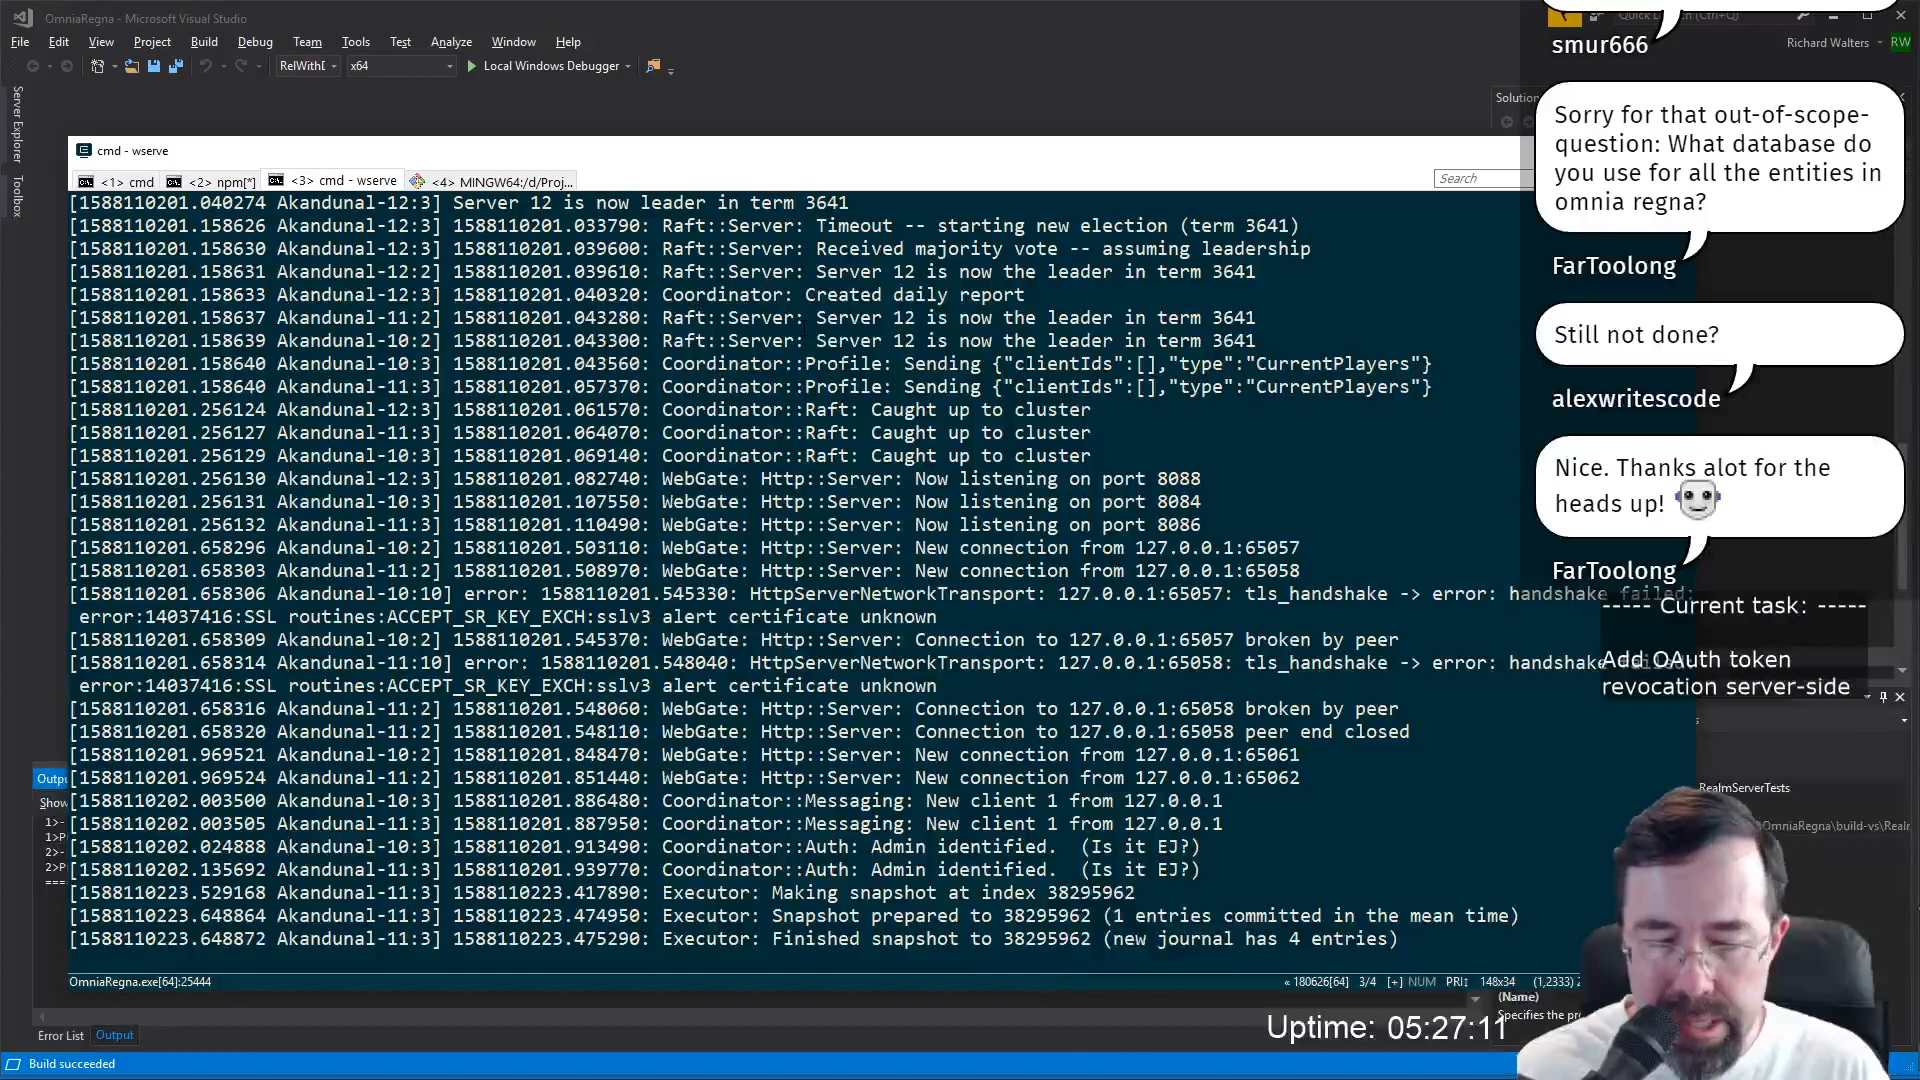 OmniaRegna - Microsoft Visual Studio
Quick Launch (Ctrl+Q)
File Edit View Project Build Debug Team Tools Test Analyze Window Help
Richard Walters
RW
x64
Local Windows Debugger
Server Explorer
Toolbox
cmd - wserve
<1> cmd
<2> npm[*]
<3> cmd - wserve
<4> MINGW64:/d/Proj...
Search
[1588110201.040274 Akandunal-12:3] Server 12 is now leader in term 3641
[1588110201.158626 Akandunal-12:3] 1588110201.033790: Raft::Server: Timeout -- starting new election (term 3641)
[1588110201.158630 Akandunal-12:3] 1588110201.039600: Raft::Server: Received majority vote -- assuming leadership
[1588110201.158631 Akandunal-12:2] 1588110201.039610: Raft::Server: Server 12 is now the leader in term 3641
[1588110201.158633 Akandunal-12:3] 1588110201.040320: Coordinator: Created daily report
[1588110201.158637 Akandunal-11:2] 1588110201.043280: Raft::Server: Server 12 is now the leader in term 3641
[1588110201.158639 Akandunal-10:2] 1588110201.043300: Raft::Server: Server 12 is now the leader in term 3641
[1588110201.158640 Akandunal-10:3] 1588110201.043560: Coordinator::Profile: Sending {"clientIds":[],"type":"CurrentPlayers"}
[1588110201.158640 Akandunal-11:3] 1588110201.057370: Coordinator::Profile: Sending {"clientIds":[],"type":"CurrentPlayers"}
[1588110201.256124 Akandunal-12:3] 1588110201.061570: Coordinator::Raft: Caught up to cluster
[1588110201.256127 Akandunal-11:3] 1588110201.064070: Coordinator::Raft: Caught up to cluster
[1588110201.256129 Akandunal-10:3] 1588110201.069140: Coordinator::Raft: Caught up to cluster
[1588110201.256130 Akandunal-12:3] 1588110201.082740: WebGate: Http::Server: Now listening on port 8088
[1588110201.256131 Akandunal-10:3] 1588110201.107550: WebGate: Http::Server: Now listening on port 8084
[1588110201.256132 Akandunal-11:3] 1588110201.110490: WebGate: Http::Server: Now listening on port 8086
[1588110201.658296 Akandunal-10:2] 1588110201.503110: WebGate: Http::Server: New connection from 127.0.0.1:65057
[1588110201.658303 Akandunal-11:2] 1588110201.508970: WebGate: Http::Server: New connection from 127.0.0.1:65058
[1588110201.658306 Akandunal-10:10] error: 1588110201.545330: HttpServerNetworkTransport: 127.0.0.1:65057: tls_handshake -> error: handshake failed:
error:14037416:SSL routines:ACCEPT_SR_KEY_EXCH:sslv3 alert certificate unknown
[1588110201.658309 Akandunal-10:2] 1588110201.545370: WebGate: Http::Server: Connection to 127.0.0.1:65057 broken by peer
[1588110201.658314 Akandunal-11:10] error: 1588110201.548040: HttpServerNetworkTransport: 127.0.0.1:65058: tls_handshake -> error: handshake failed:
error:14037416:SSL routines:ACCEPT_SR_KEY_EXCH:sslv3 alert certificate unknown
[1588110201.658316 Akandunal-11:2] 1588110201.548060: WebGate: Http::Server: Connection to 127.0.0.1:65058 broken by peer
[1588110201.658320 Akandunal-11:2] 1588110201.548110: WebGate: Http::Server: Connection to 127.0.0.1:65058 peer end closed
[1588110201.969521 Akandunal-10:2] 1588110201.848470: WebGate: Http::Server: New connection from 127.0.0.1:65061
[1588110201.969524 Akandunal-11:2] 1588110201.851440: WebGate: Http::Server: New connection from 127.0.0.1:65062
[1588110202.003500 Akandunal-10:3] 1588110201.886480: Coordinator::Messaging: New client 1 from 127.0.0.1
[1588110202.003505 Akandunal-11:3] 1588110201.887950: Coordinator::Messaging: New client 1 from 127.0.0.1
[1588110202.024888 Akandunal-10:3] 1588110201.913490: Coordinator::Auth: Admin identified.  (Is it EJ?)
[1588110202.135692 Akandunal-11:3] 1588110201.939770: Coordinator::Auth: Admin identified.  (Is it EJ?)
[1588110223.529168 Akandunal-11:3] 1588110223.417890: Executor: Making snapshot at index 38295962
[1588110223.648864 Akandunal-11:3] 1588110223.474950: Executor: Snapshot prepared to 38295962 (1 entries committed in the mean time)
[1588110223.648872 Akandunal-11:3] 1588110223.475290: Executor: Finished snapshot to 38295962 (new journal has 4 entries)
OmniaRegna.exe[64]:25444
« 180626[64] 3/4 [+] NUM PRI↕ 148x34 (1,2333)
smur666
Sorry for that out-of-scope-
question: What database do
you use for all the entities in
omnia regna?
FarToolong
Still not done?
alexwritescode
Nice. Thanks alot for the
heads up!
FarToolong
----- Current task: -----
Add OAuth token
revocation server-side
RealmServerTests
(Name)
Uptime: 05:27:11
Error List
Output
Build succeeded